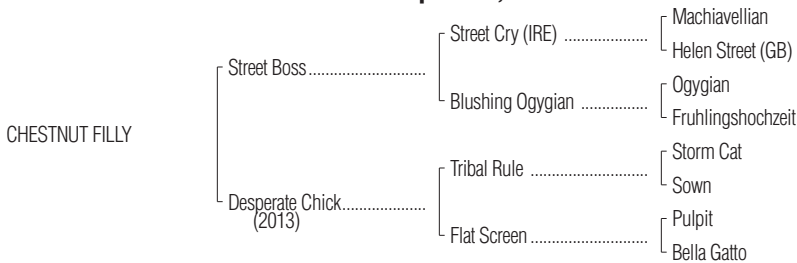 Machiavellian
Street Cry (IRE) ....................
Helen Street (GB)
Street Boss............................
Ogygian
Blushing Ogygian ................
Fruhlingshochzeit
CHESTNUT FILLY
Storm Cat
Tribal Rule ............................
Sown
Desperate Chick....................
(2013)
Pulpit
Flat Screen............................
Bella Gatto